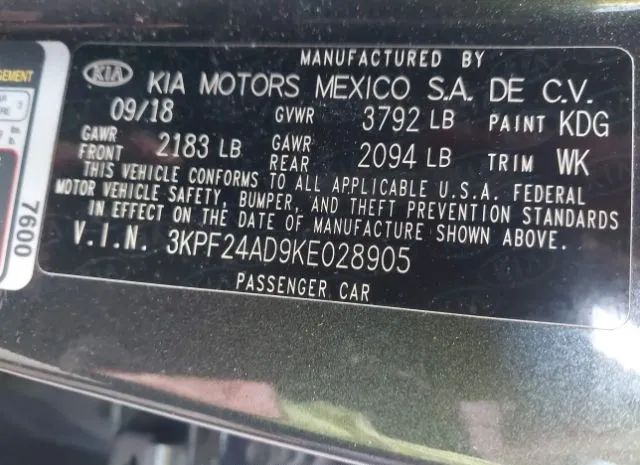 MANUFACTURED BY
KIA KIA MOTORS MEXICO S.A. DE C.V.
09/18 GVWR 3792 LB PAINT KDG
GAWR FRONT 2183 LB GAWR REAR 2094 LB TRIM WK
THIS VEHICLE CONFORMS TO ALL APPLICABLE U.S.A. FEDERAL
MOTOR VEHICLE SAFETY, BUMPER, AND THEFT PREVENTION STANDARDS
IN EFFECT ON THE DATE OF MANUFACTURE SHOWN ABOVE.
V.I.N. 3KPF24AD9KE028905
PASSENGER CAR
7600